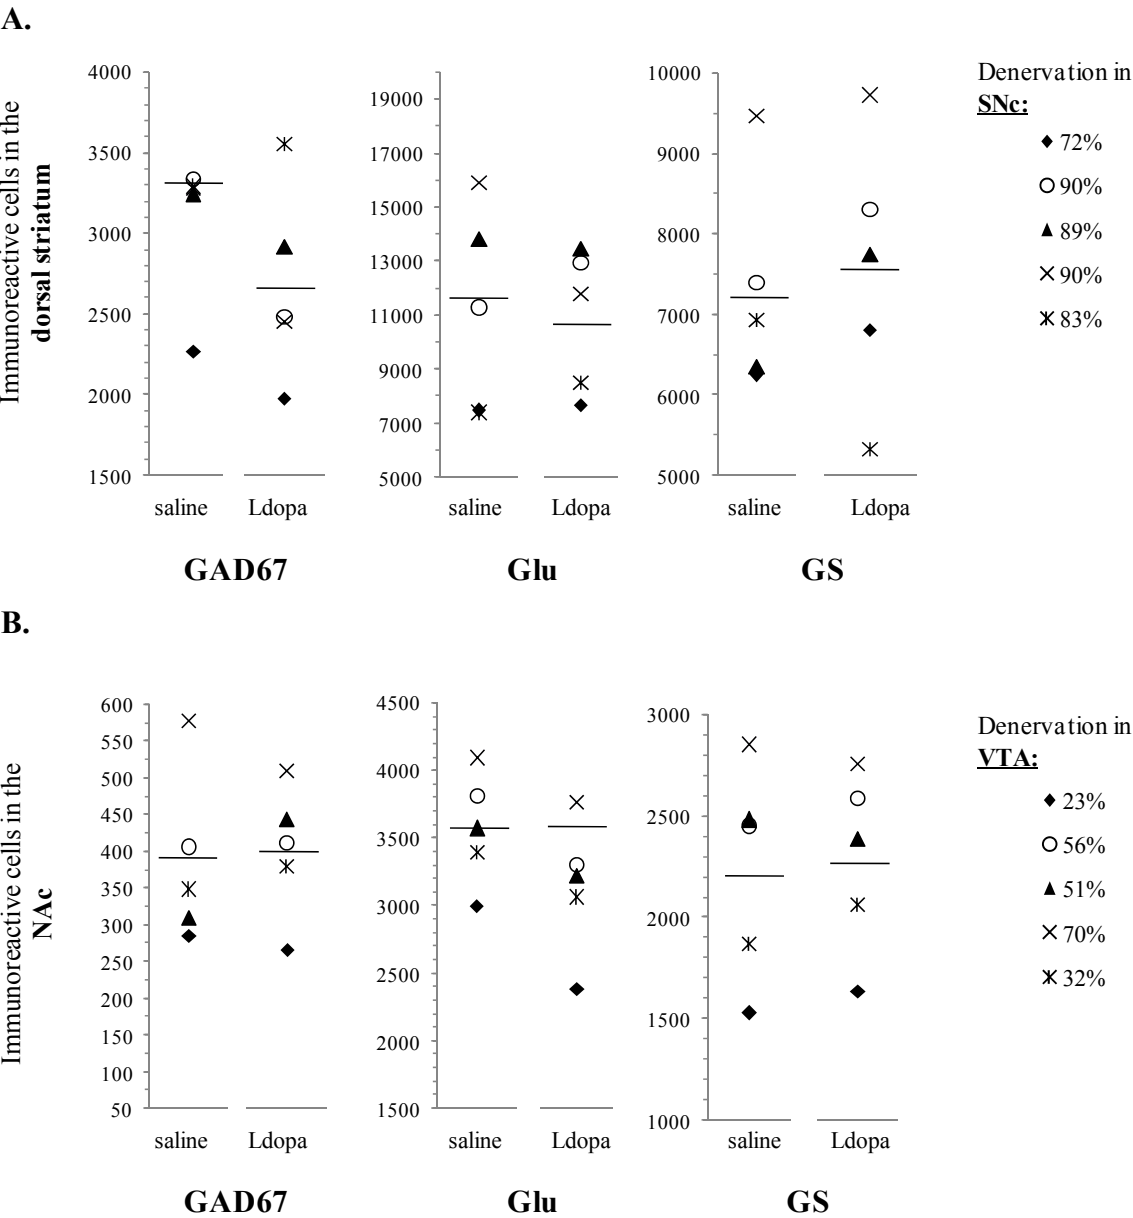 A.
Immunoreactive cells in the
dorsal striatum
4000
3500
3000
2500
2000
1500
saline Ldopa
GAD67
19000
17000
15000
13000
11000
9000
7000
5000
saline Ldopa
Glu
10000
9000
8000
7000
6000
5000
saline Ldopa
GS
Denervation in
SNc:
72%
90%
89%
90%
83%
B.
Immunoreactive cells in the
NAc
600
550
500
450
400
350
300
250
200
150
100
50
saline Ldopa
GAD67
4500
4000
3500
3000
2500
2000
1500
saline Ldopa
Glu
3000
2500
2000
1500
1000
saline Ldopa
GS
Denervation in
VTA:
23%
56%
51%
70%
32%